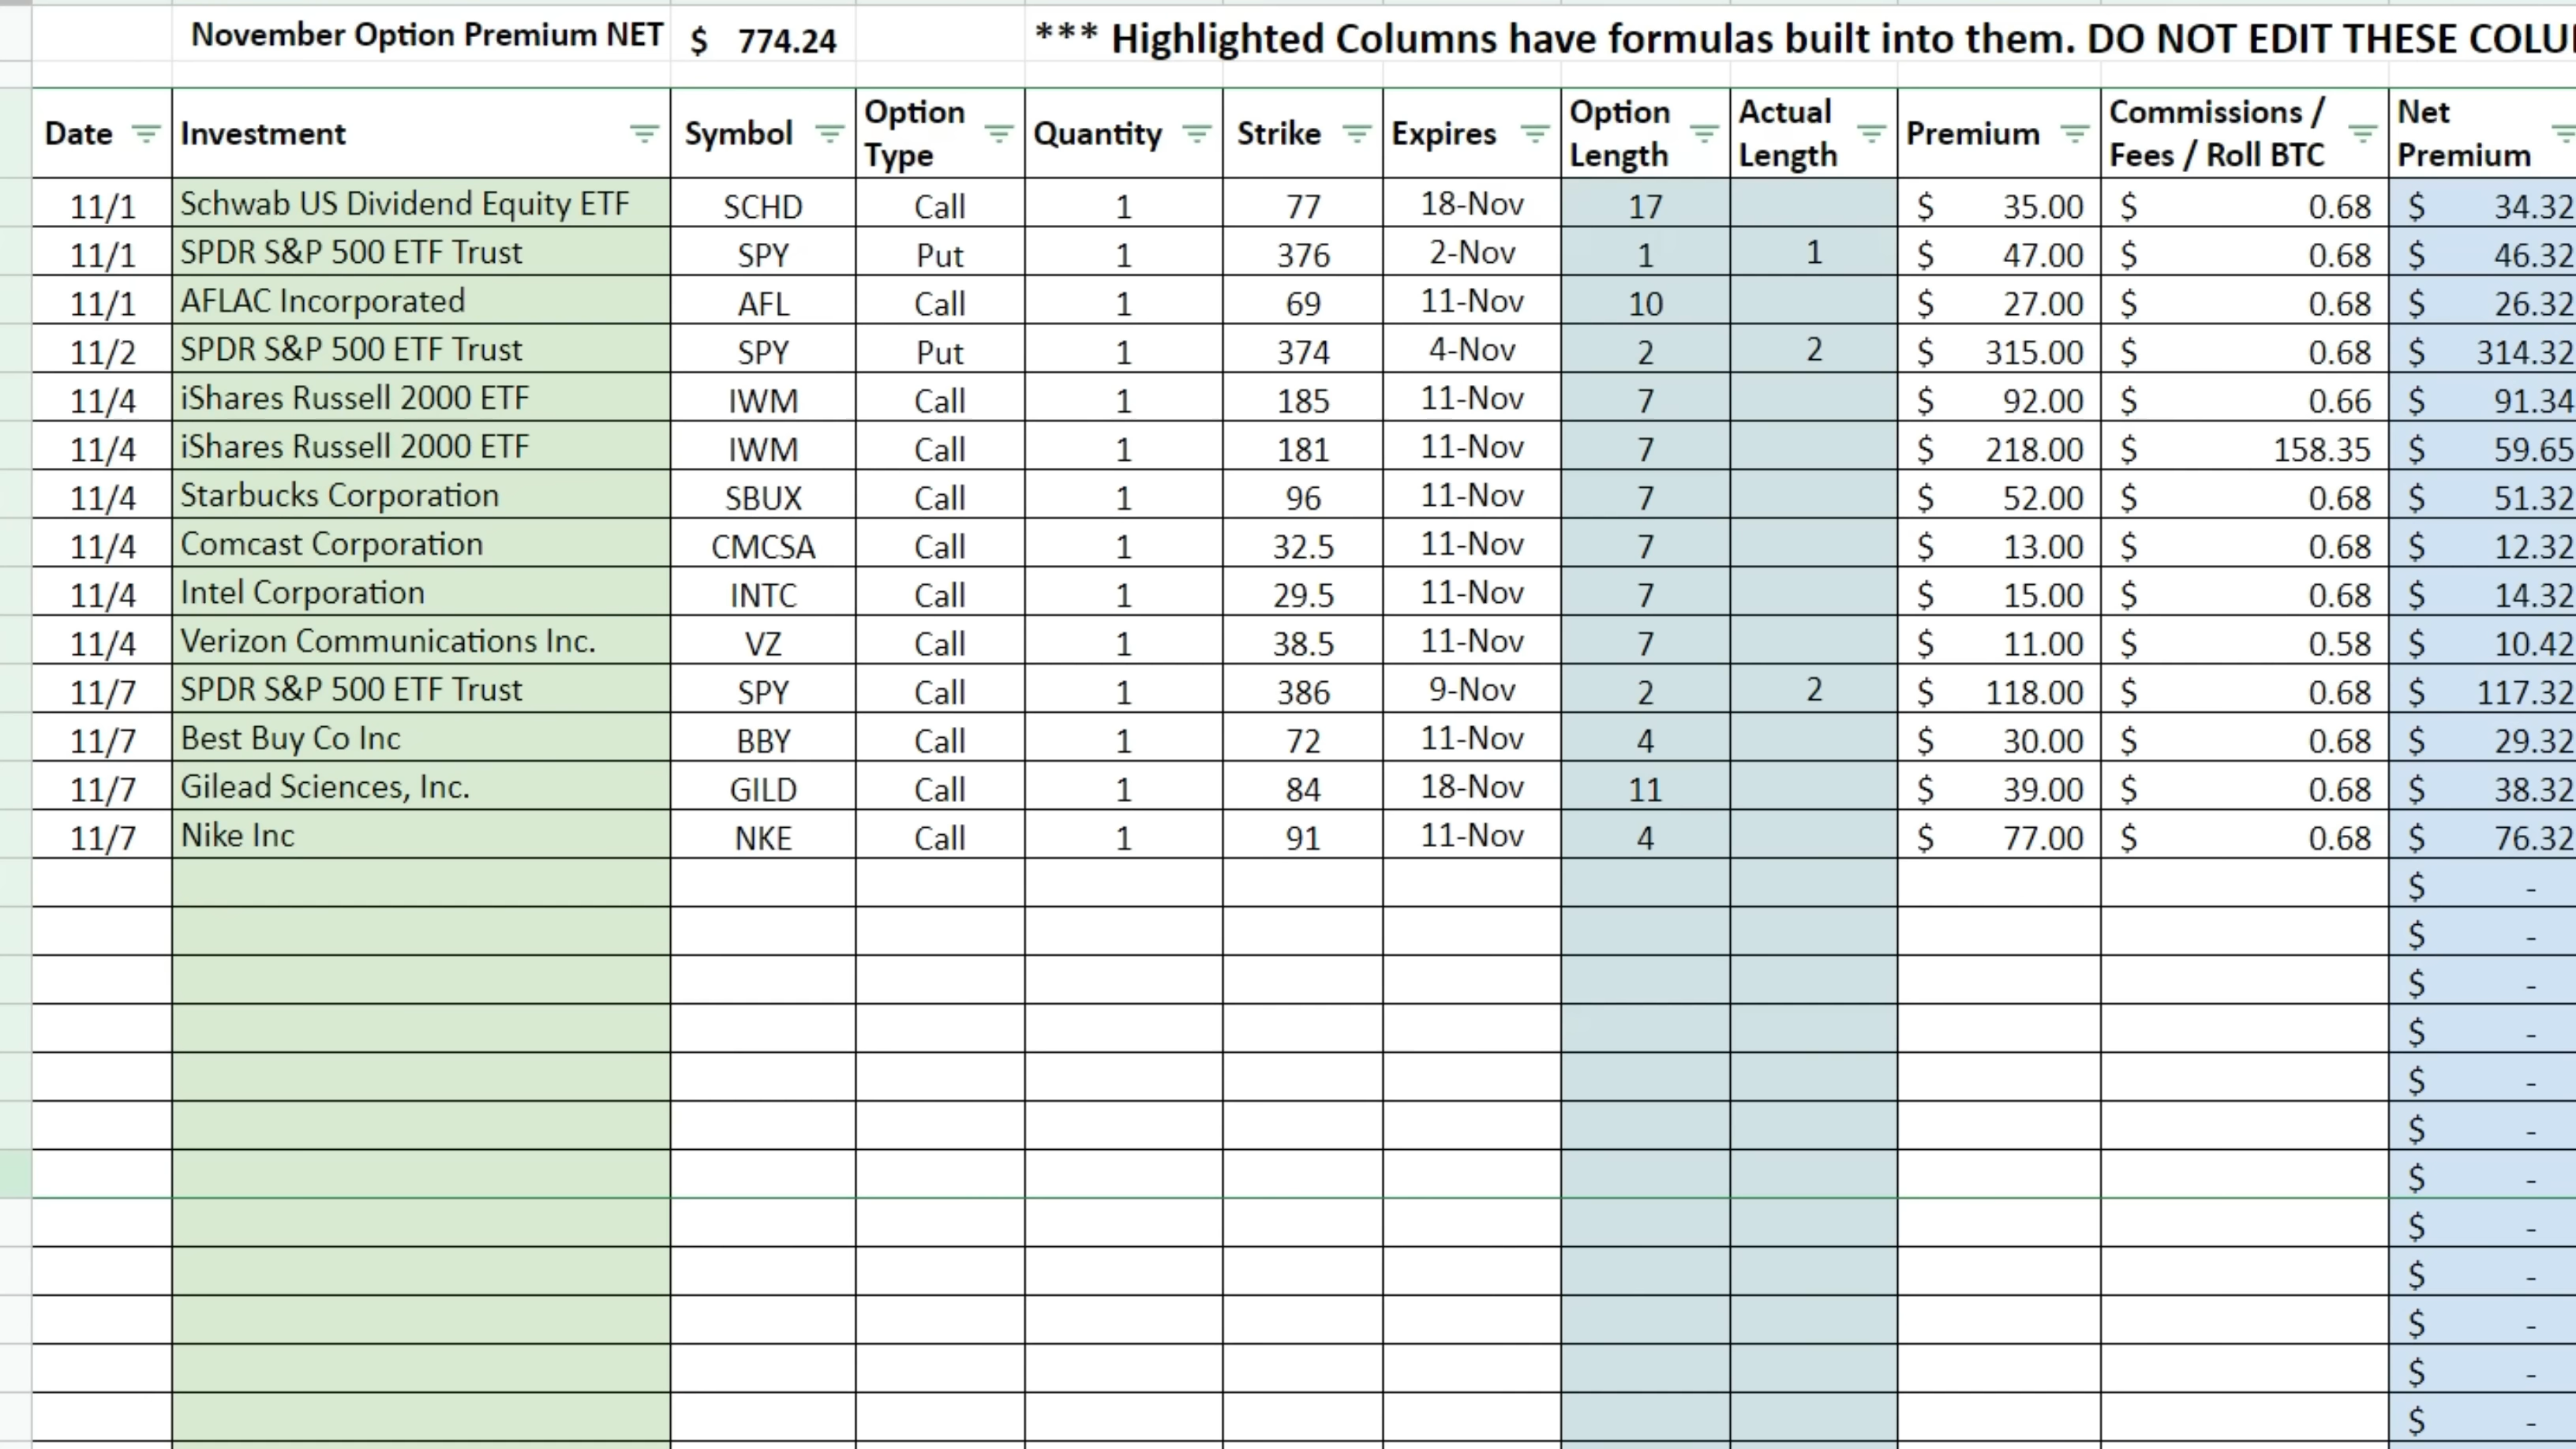 November Option Premium NET $ 774.24 *** Highlighted Columns have formulas built into them. DO NOT EDIT THESE COLU
Date Investment Symbol Option Type Quantity Strike Expires Option Length Actual Length Premium Commissions / Fees / Roll BTC Net Premium
11/1 Schwab US Dividend Equity ETF SCHD Call 1 77 18-Nov 17 $ 35.00 $ 0.68 $ 34.32
11/1 SPDR S&P 500 ETF Trust SPY Put 1 376 2-Nov 1 1 $ 47.00 $ 0.68 $ 46.32
11/1 AFLAC Incorporated AFL Call 1 69 11-Nov 10 $ 27.00 $ 0.68 $ 26.32
11/2 SPDR S&P 500 ETF Trust SPY Put 1 374 4-Nov 2 2 $ 315.00 $ 0.68 $ 314.32
11/4 iShares Russell 2000 ETF IWM Call 1 185 11-Nov 7 $ 92.00 $ 0.66 $ 91.34
11/4 iShares Russell 2000 ETF IWM Call 1 181 11-Nov 7 $ 218.00 $ 158.35 $ 59.65
11/4 Starbucks Corporation SBUX Call 1 96 11-Nov 7 $ 52.00 $ 0.68 $ 51.32
11/4 Comcast Corporation CMCSA Call 1 32.5 11-Nov 7 $ 13.00 $ 0.68 $ 12.32
11/4 Intel Corporation INTC Call 1 29.5 11-Nov 7 $ 15.00 $ 0.68 $ 14.32
11/4 Verizon Communications Inc. VZ Call 1 38.5 11-Nov 7 $ 11.00 $ 0.58 $ 10.42
11/7 SPDR S&P 500 ETF Trust SPY Call 1 386 9-Nov 2 2 $ 118.00 $ 0.68 $ 117.32
11/7 Best Buy Co Inc BBY Call 1 72 11-Nov 4 $ 30.00 $ 0.68 $ 29.32
11/7 Gilead Sciences, Inc. GILD Call 1 84 18-Nov 11 $ 39.00 $ 0.68 $ 38.32
11/7 Nike Inc NKE Call 1 91 11-Nov 4 $ 77.00 $ 0.68 $ 76.32
$ -
$ -
$ -
$ -
$ -
$ -
$ -
$ -
$ -
$ -
$ -
$ -